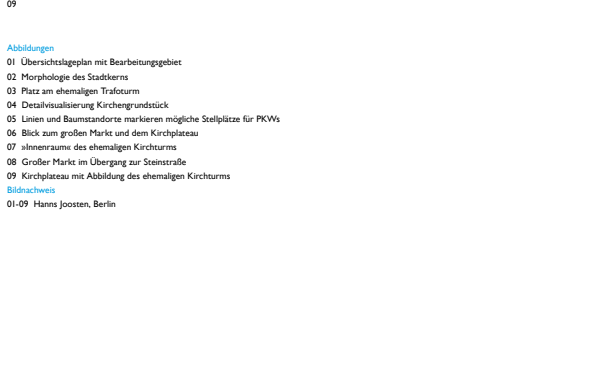 09
Abbildungen
01 Übersichtslageplan mit Bearbeitungsgebiet
02 Morphologie des Stadtkerns
03 Platz am ehemaligen Trafoturm
04 Detailvisualisierung Kirchengrundstück
05 Linien und Baumstandorte markieren mögliche Stellplätze für PKWs
06 Blick zum großen Markt und dem Kirchplateau
07 »Innenraum« des ehemaligen Kirchturms
08 Großer Markt im Übergang zur Steinstraße
09 Kirchplateau mit Abbildung des ehemaligen Kirchturms
Bildnachweis
01-09 Hanns Joosten, Berlin